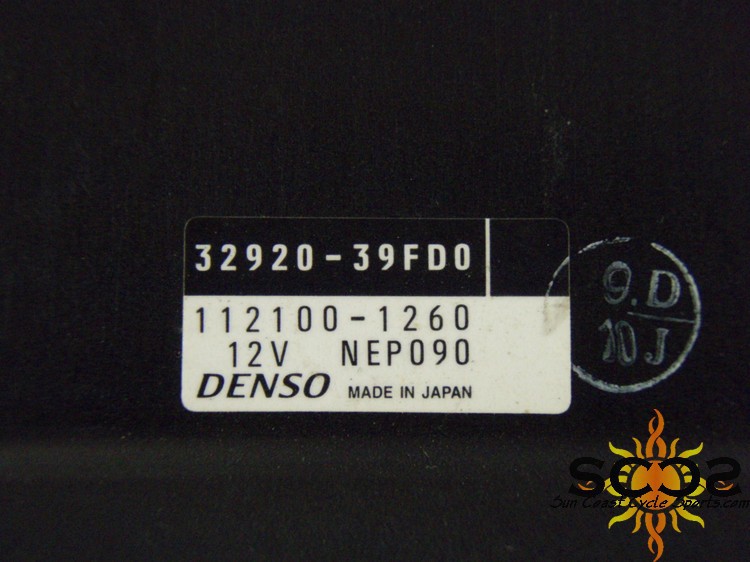 32920-39FD0
112100-1260
12V NEP090
DENSO MADE IN JAPAN
9.D
10J
SCCS
Sun Coast Cycle Sports.com